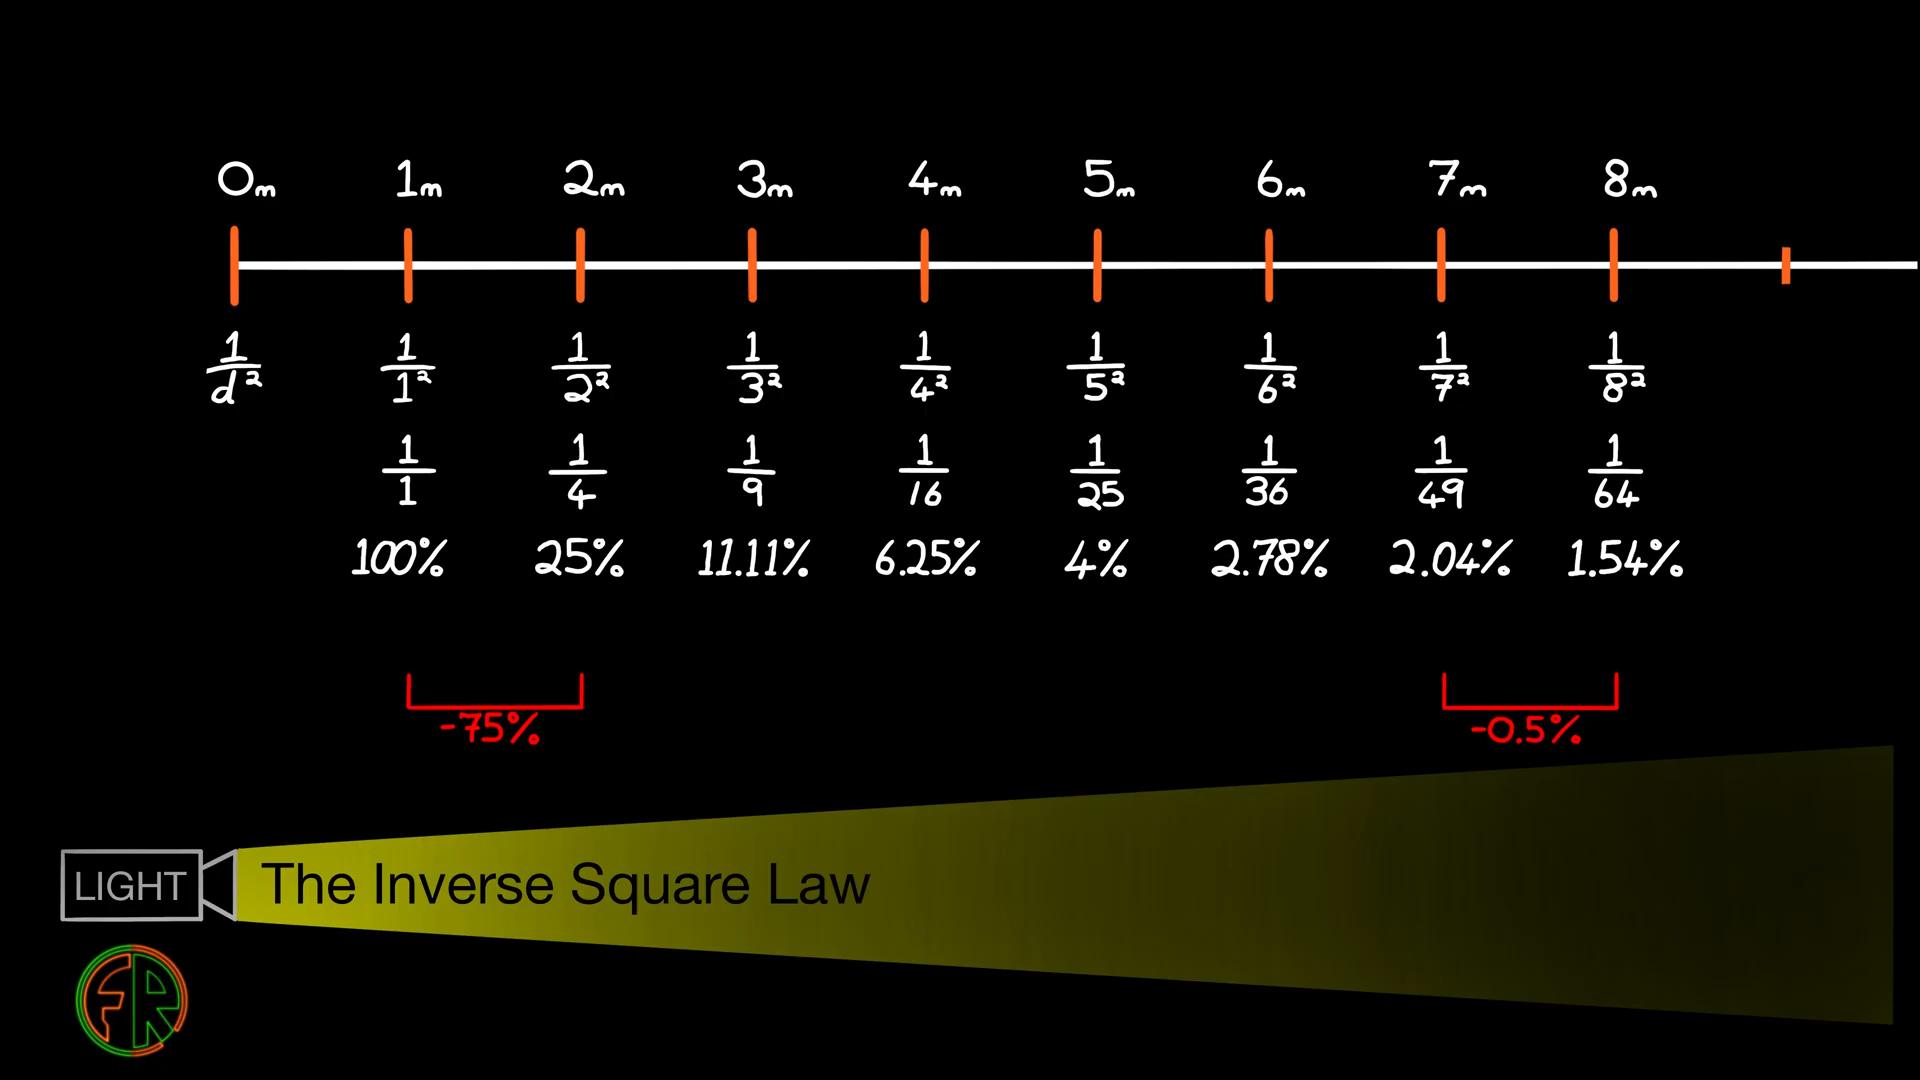 0m 1m 2m 3m 4m 5m 6m 7m 8m
1/d² 1/1² 1/2² 1/3² 1/4² 1/5² 1/6² 1/7² 1/8²
1/1 1/4 1/9 1/16 1/25 1/36 1/49 1/64
100% 25% 11.11% 6.25% 4% 2.78% 2.04% 1.54%
-75% -0.5%
LIGHT The Inverse Square Law
FR